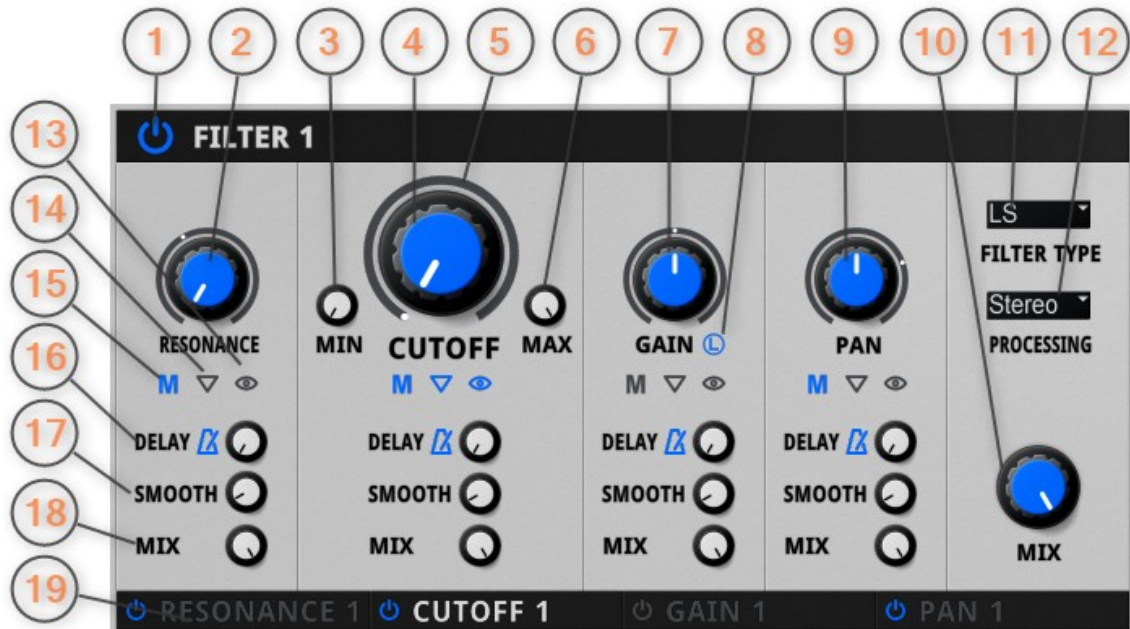 1 2 3 4 5 6 7 8 9 10 11 12
13
FILTER 1
14
15
LS
FILTER TYPE
Stereo
RESONANCE MIN CUTOFF MAX GAIN L PAN PROCESSING
M M M M
16
DELAY DELAY DELAY DELAY
17
SMOOTH SMOOTH SMOOTH SMOOTH
18
MIX MIX MIX MIX MIX
19
RESONANCE 1 CUTOFF 1 GAIN 1 PAN 1